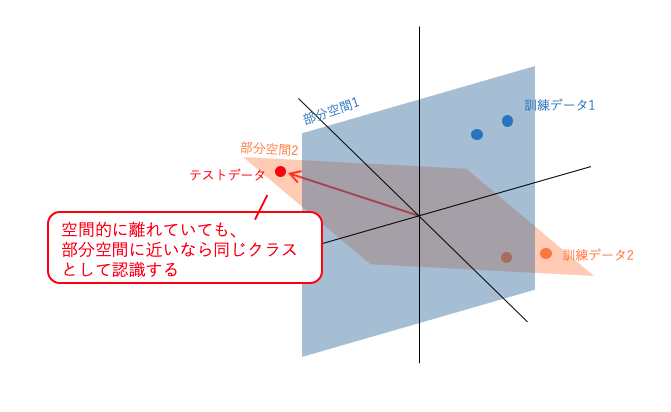 部分空間1
訓練データ1
部分空間2
テストデータ
空間的に離れていても、
部分空間に近いなら同じクラス
として認識する
訓練データ2